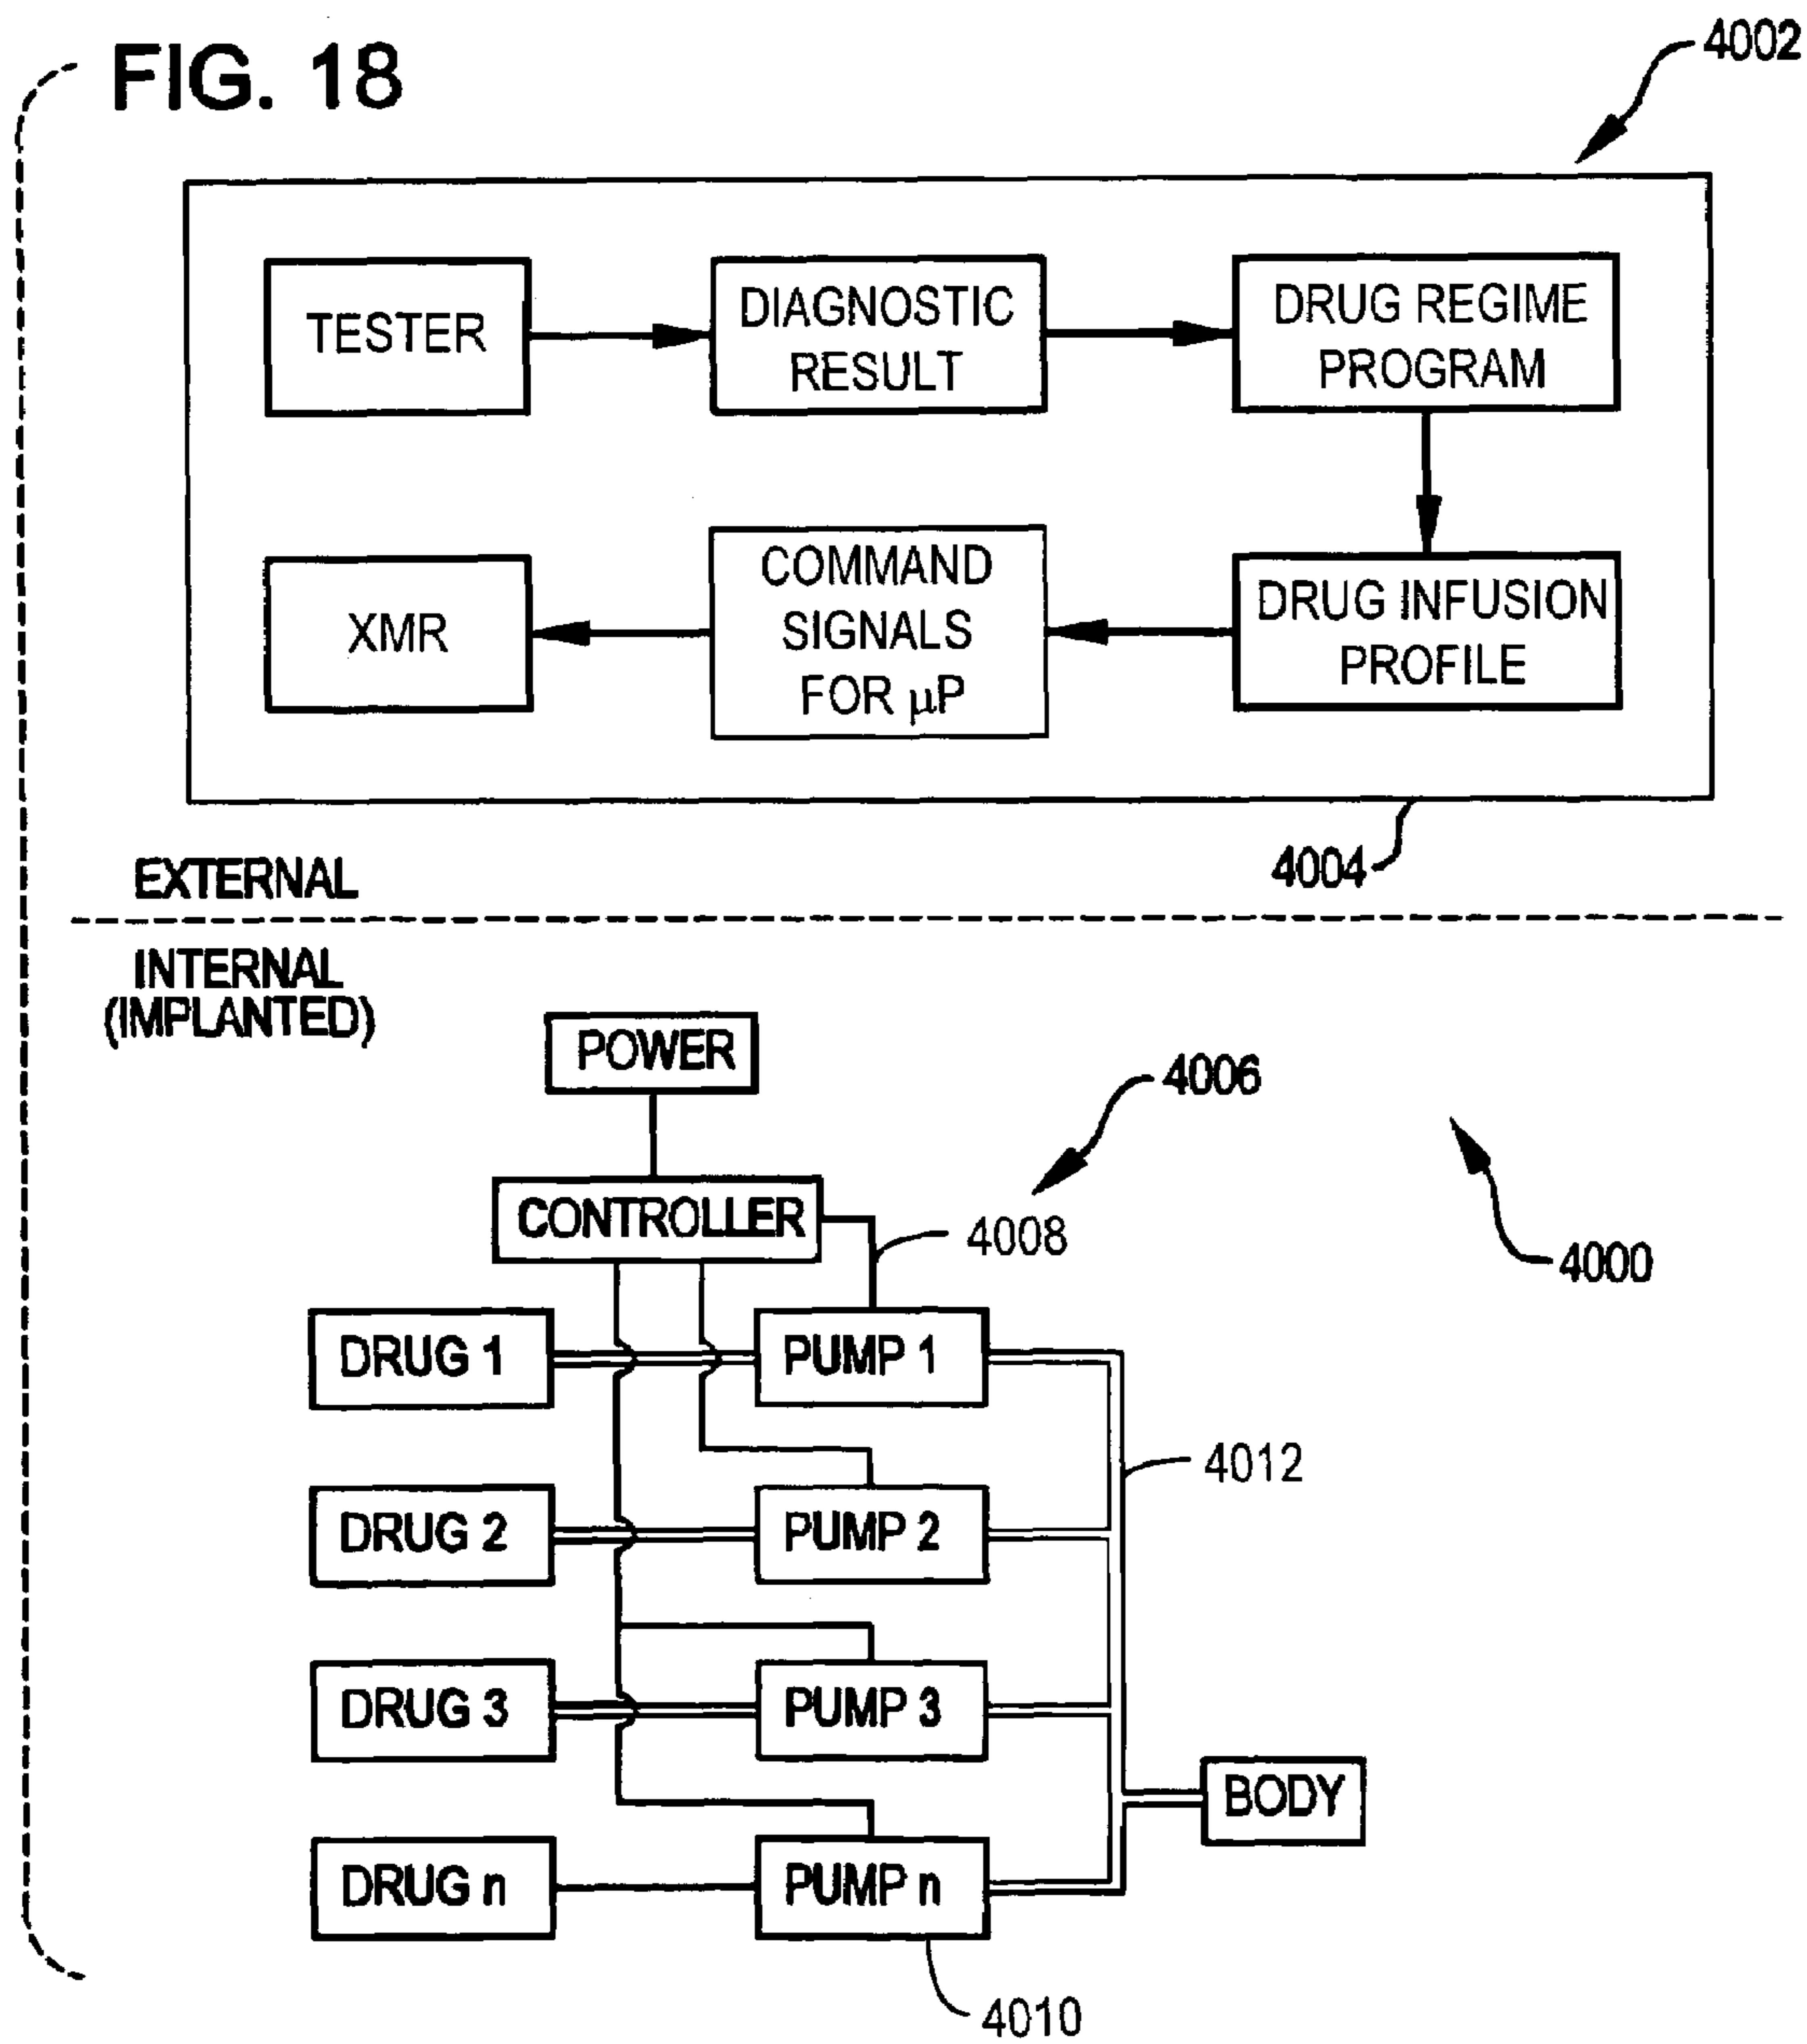 FIG. 18
4002
TESTER
DIAGNOSTIC
RESULT
DRUG REGIME
PROGRAM
XMR
COMMAND
SIGNALS
FOR µP
DRUG INFUSION
PROFILE
4004
EXTERNAL
INTERNAL
(IMPLANTED)
POWER
4006
CONTROLLER
4008
4000
DRUG 1
PUMP 1
4012
DRUG 2
PUMP 2
DRUG 3
PUMP 3
BODY
DRUG n
PUMP n
4010